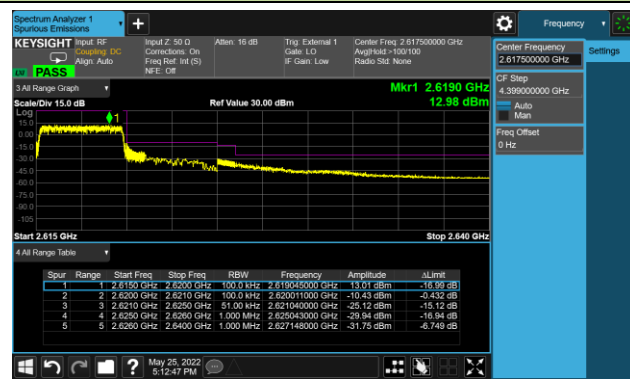 Spectrum Analyzer 1
Spurious Emissions
+
Frequency
KEYSIGHT
Input: RF
Coupling: DC
Align: Auto
Input Z: 50 Ω
Corrections: On
Freq Ref: Int (S)
NFE: Off
Atten: 16 dB
Trig: External 1
Gate: LO
IF Gain: Low
Center Freq: 2.617500000 GHz
Avg|Hold:>100/100
Radio Std: None
PASS
Center Frequency
2.617500000 GHz
Settings
CF Step
4.399000000 GHz
Auto
Man
Freq Offset
0 Hz
3 All Range Graph
Mkr1 2.6190 GHz
Scale/Div 15.0 dB
Ref Value 30.00 dBm
12.98 dBm
Log
1
15.0
0.00
-15.0
-30.0
-45.0
-60.0
-75.0
-90.0
-105
Start 2.615 GHz
Stop 2.640 GHz
4 All Range Table
Spur Range Start Freq Stop Freq RBW Frequency Amplitude ΔLimit
1 1 2.6150 GHz 2.6200 GHz 100.0 kHz 2.619045000 GHz 13.01 dBm -16.99 dB
2 2 2.6200 GHz 2.6210 GHz 100.0 kHz 2.620011000 GHz -10.43 dBm -0.432 dB
3 3 2.6210 GHz 2.6250 GHz 51.00 kHz 2.621040000 GHz -25.12 dBm -15.12 dB
4 4 2.6250 GHz 2.6260 GHz 1.000 MHz 2.625043000 GHz -29.94 dBm -16.94 dB
5 5 2.6260 GHz 2.6400 GHz 1.000 MHz 2.627148000 GHz -31.75 dBm -6.749 dB
?
May 25, 2022
5:12:47 PM